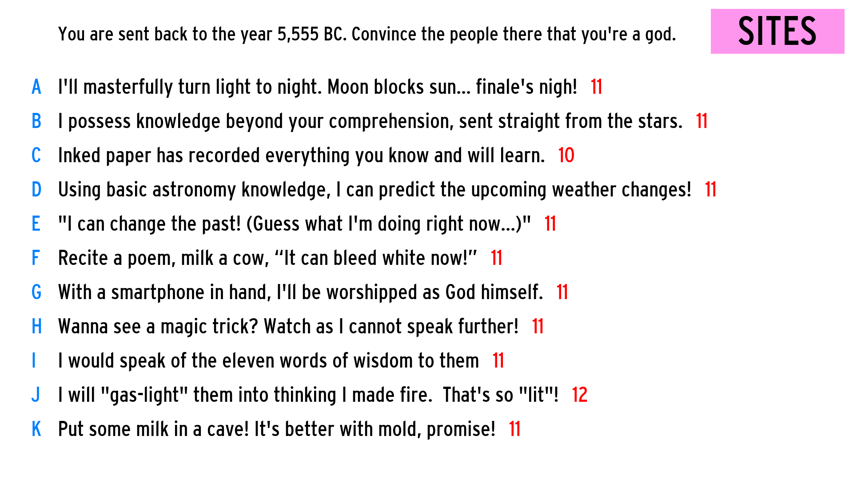 You are sent back to the year 5,555 BC. Convince the people there that you're a god.
SITES
A I'll masterfully turn light to night. Moon blocks sun... finale's nigh! 11
B I possess knowledge beyond your comprehension, sent straight from the stars. 11
C Inked paper has recorded everything you know and will learn. 10
D Using basic astronomy knowledge, I can predict the upcoming weather changes! 11
E "I can change the past! (Guess what I'm doing right now...)" 11
F Recite a poem, milk a cow, “It can bleed white now!” 11
G With a smartphone in hand, I'll be worshipped as God himself. 11
H Wanna see a magic trick? Watch as I cannot speak further! 11
I I would speak of the eleven words of wisdom to them 11
J I will "gas-light" them into thinking I made fire. That's so "lit"! 12
K Put some milk in a cave! It's better with mold, promise! 11